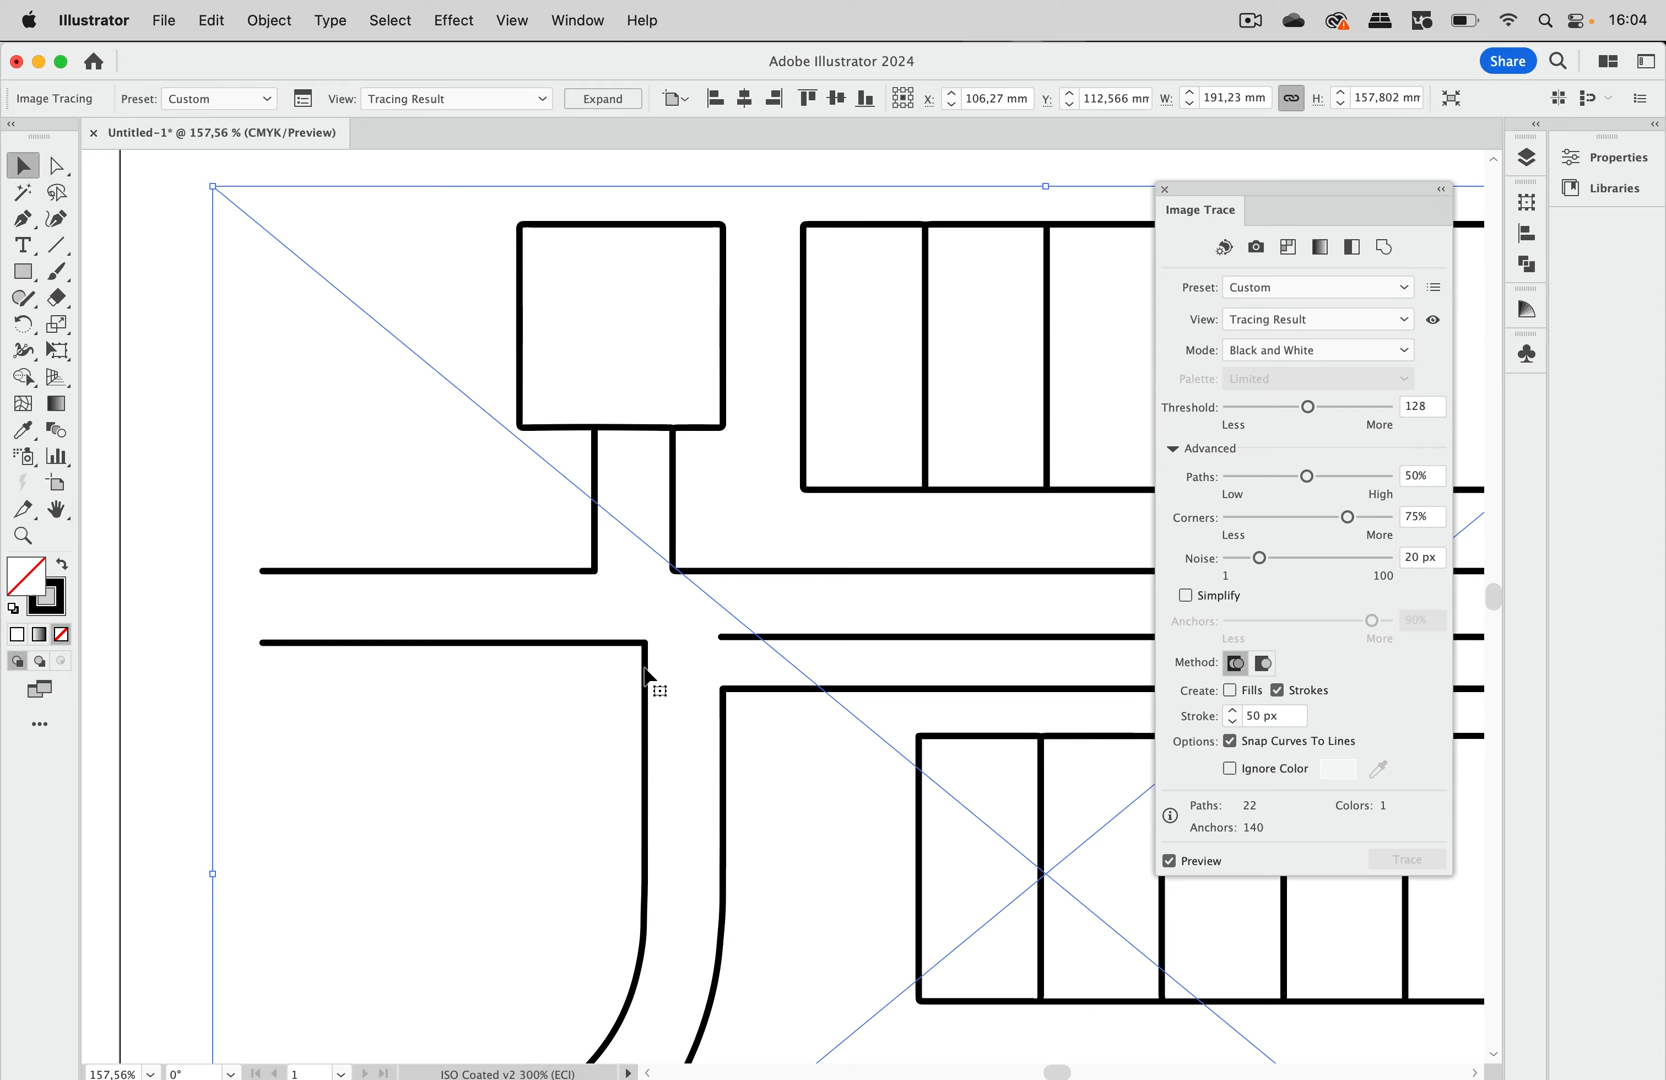 Illustrator File Edit Object Type Select Effect View Window Help 16:04
Adobe Illustrator 2024 Share
Image Tracing Preset: Custom View: Tracing Result Expand X: 106,27 mm Y: 112,566 mm W: 191,23 mm H: 157,802 mm
Untitled-1* @ 157,56 % (CMYK/Preview)
Properties
Libraries
Image Trace
Preset: Custom
View: Tracing Result
Mode: Black and White
Palette: Limited
Threshold: 128
Less More
Advanced
Paths: 50%
Low High
Corners: 75%
Less More
Noise: 20 px
1 100
Simplify
Anchors: 90%
Less More
Method:
Create: Fills Strokes
Stroke: 50 px
Options: Snap Curves To Lines
Ignore Color
Paths: 22 Colors: 1
Anchors: 140
Preview Trace
157,56% 0° 1 ISO Coated v2 300% (ECI)